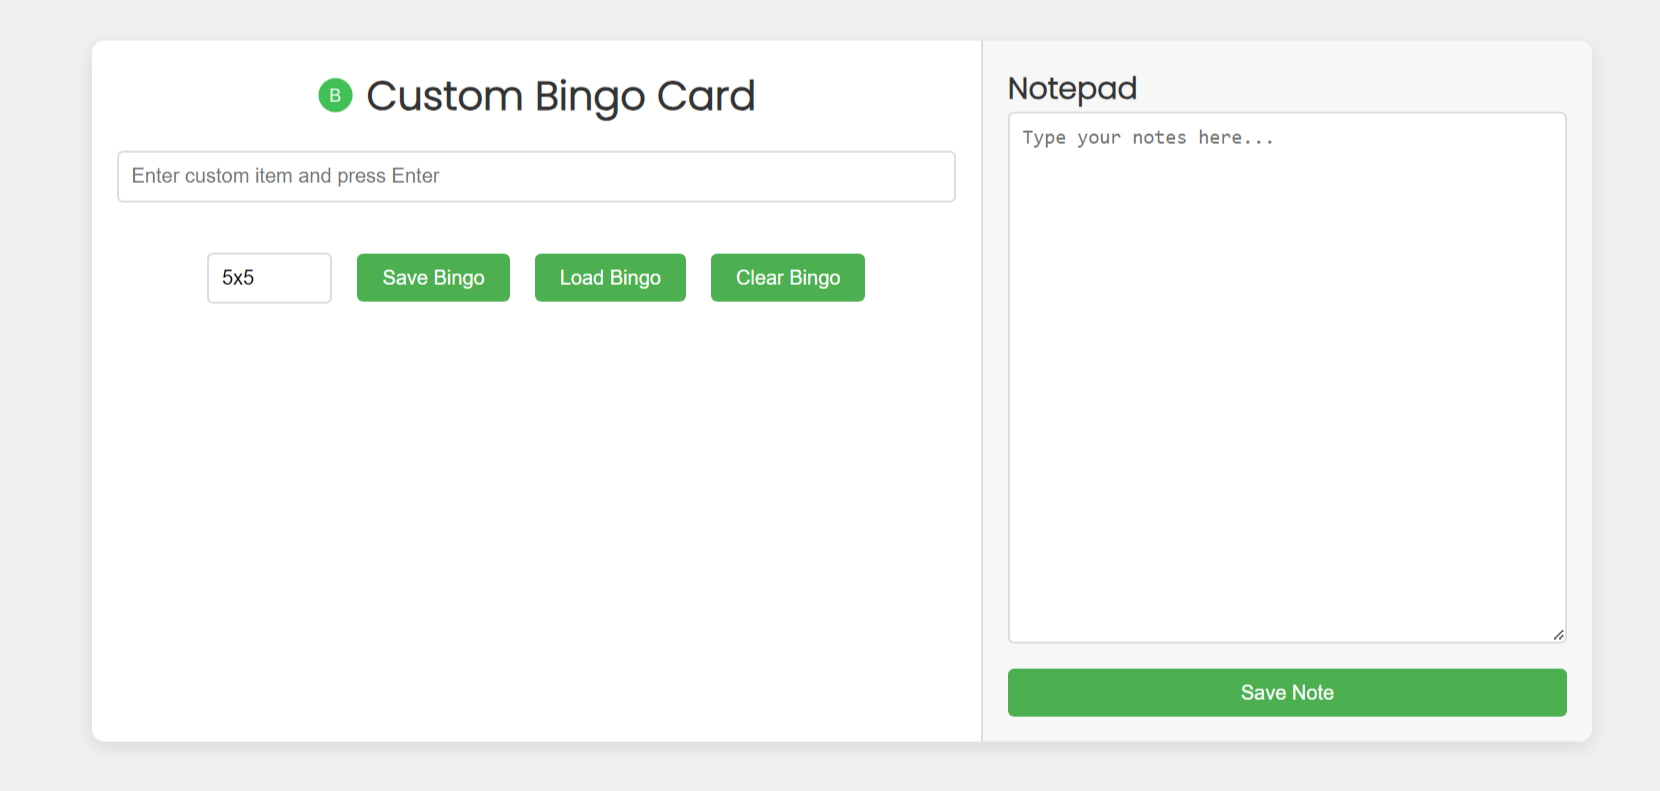 B Custom Bingo Card
Enter custom item and press Enter
5x5 Save Bingo Load Bingo Clear Bingo
Notepad
Type your notes here...
Save Note